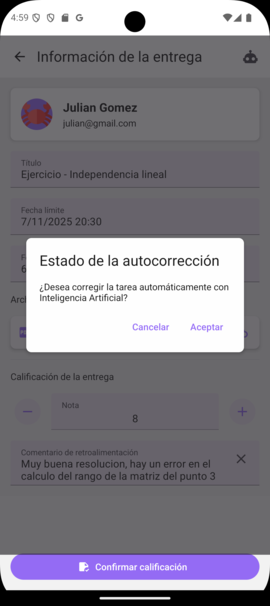 4:59
Información de la entrega
Julian Gomez
julian@gmail.com
Título
Ejercicio - Independencia lineal
Fecha límite
7/11/2025 20:30
Estado de la autocorrección
¿Desea corregir la tarea automáticamente con
Inteligencia Artificial?
Cancelar
Aceptar
Calificación de la entrega
Nota
8
Comentario de retroalimentación
Muy buena resolucion, hay un error en el
calculo del rango de la matriz del punto 3
Confirmar calificación